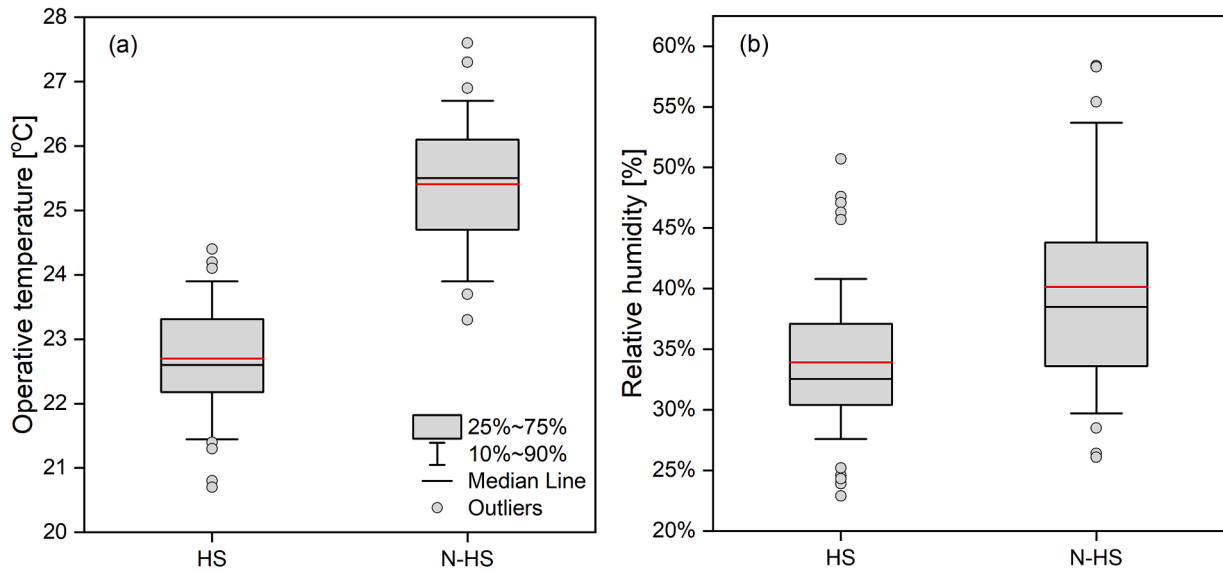 (a)
Operative temperature [°C]
28
27
26
25
24
23
22
21
20
HS
N-HS
25%~75%
10%~90%
Median Line
Outliers
(b)
Relative humidity [%]
60%
55%
50%
45%
40%
35%
30%
25%
20%
HS
N-HS